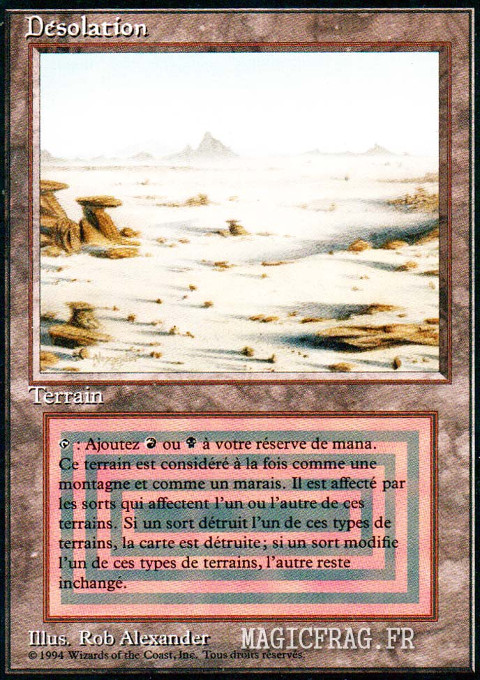 Désolation
Terrain
: Ajoutez ou à votre réserve de mana.
Ce terrain est considéré à la fois comme une
montagne et comme un marais. Il est affecté par
les sorts qui affectent l'un ou l'autre de ces
terrains. Si un sort détruit l'un de ces types de
terrains, la carte est détruite; si un sort modifie
l'un de ces types de terrains, l'autre reste
inchangé.
Illus. Rob Alexander
MAGICFRAG.FR
© 1994 Wizards of the Coast, Inc. Tous droits réservés.